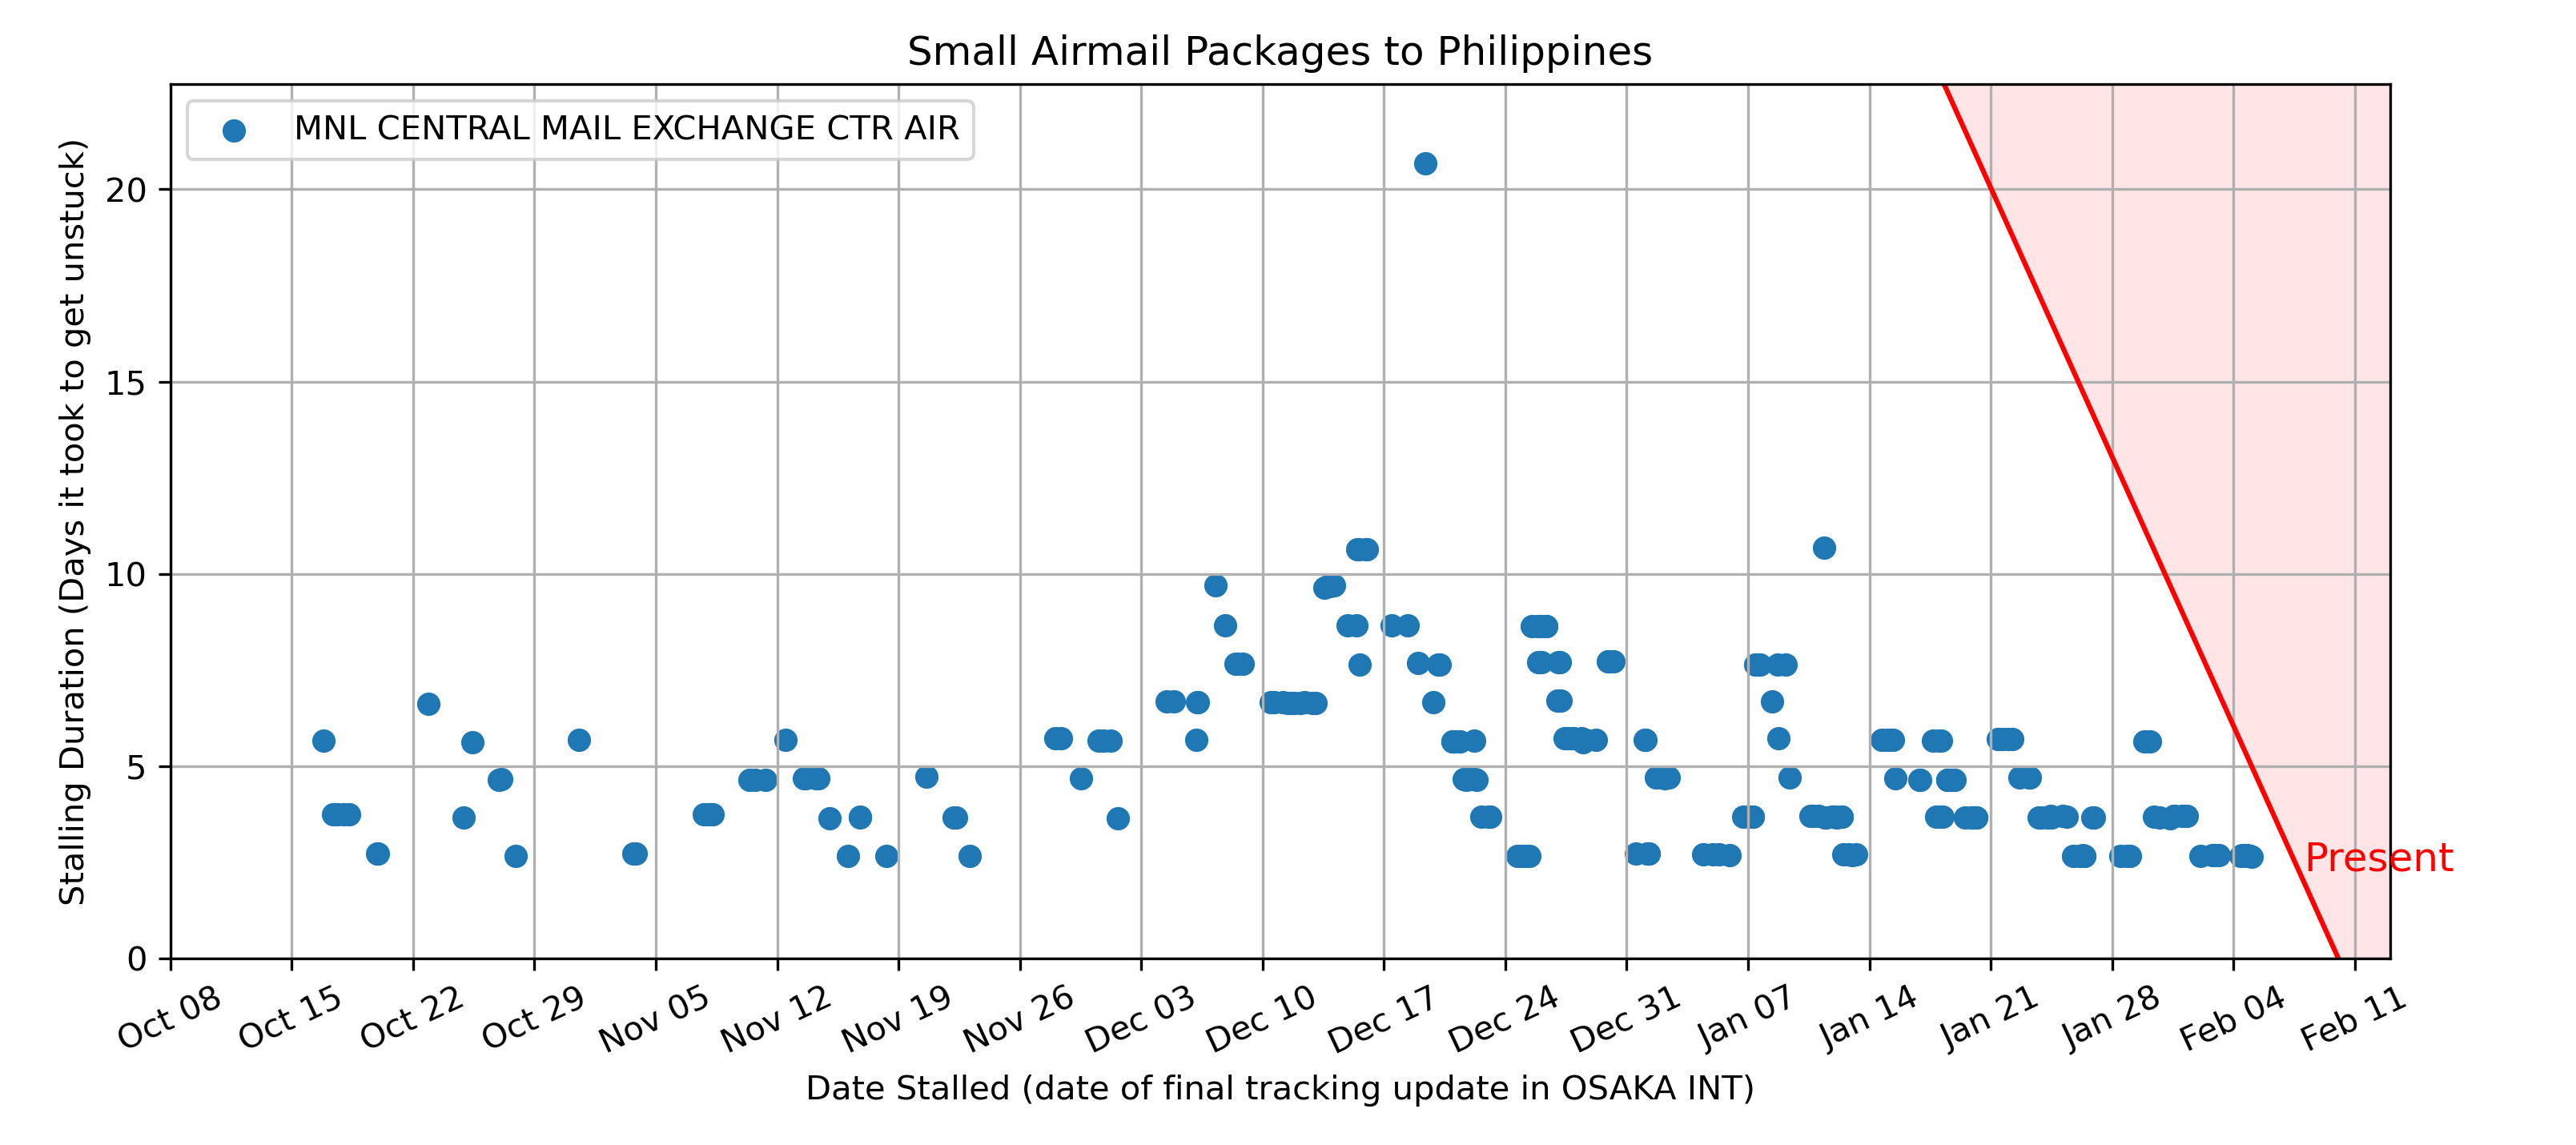 Small Airmail Packages to Philippines
MNL CENTRAL MAIL EXCHANGE CTR AIR
Stalling Duration (Days it took to get unstuck)
20
15
10
5
0
Present
Oct 08
Oct 15
Oct 22
Oct 29
Nov 05
Nov 12
Nov 19
Nov 26
Dec 03
Dec 10
Dec 17
Dec 24
Dec 31
Jan 07
Jan 14
Jan 21
Jan 28
Feb 04
Feb 11
Date Stalled (date of final tracking update in OSAKA INT)